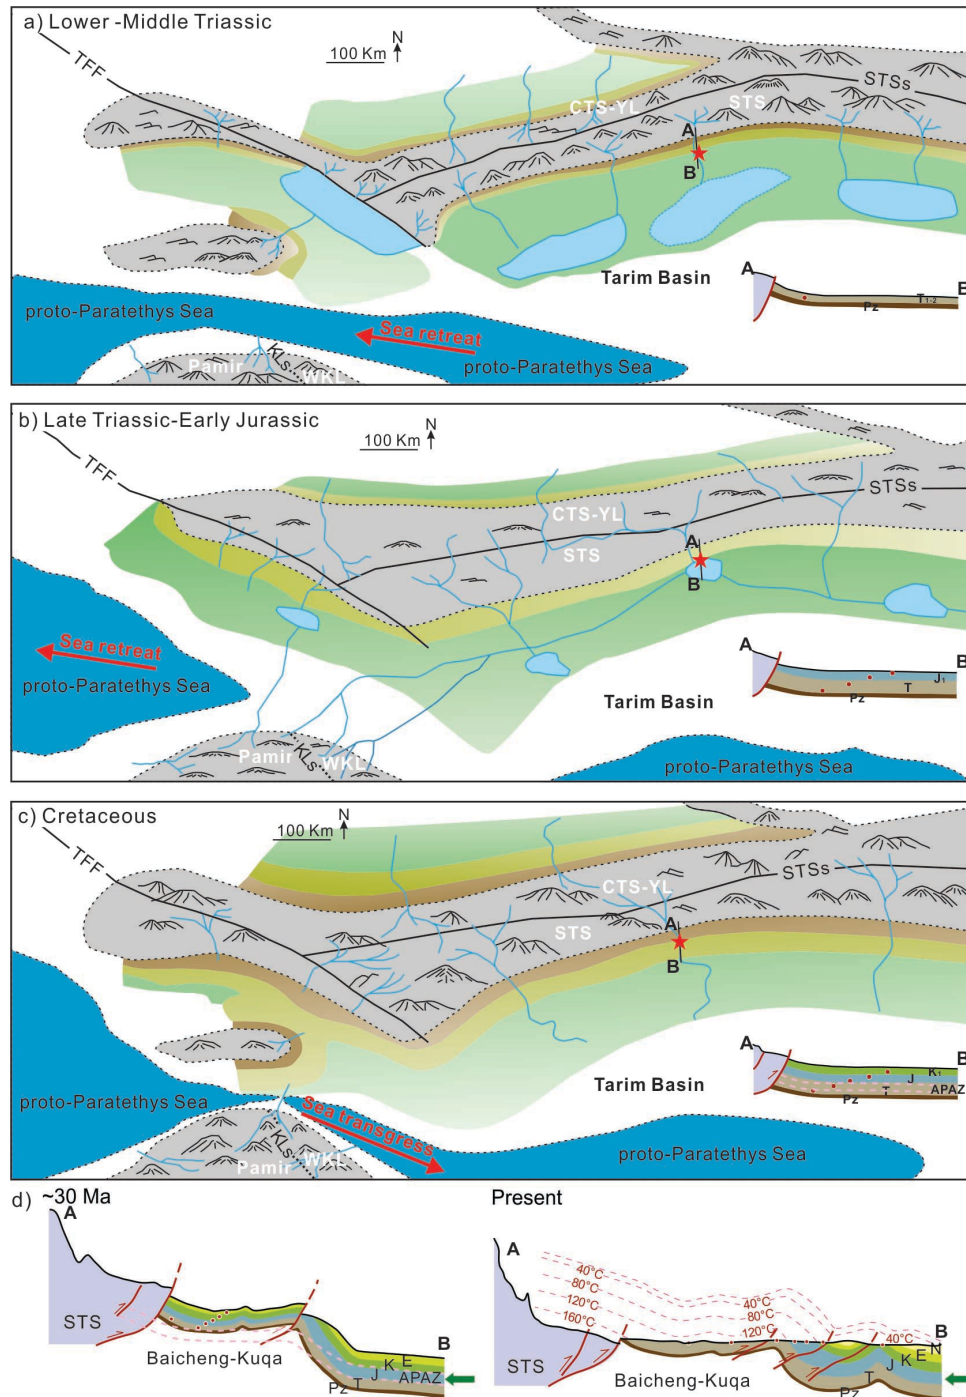 a) Lower -Middle Triassic
N
100 Km
TFF
STSs
CTS-YL
STS
A
B
Tarim Basin
A
B
T1-2
Pz
proto-Paratethys Sea
Sea retreat
proto-Paratethys Sea
Pamir
KLs
WKL
b) Late Triassic-Early Jurassic
N
100 Km
TFF
STSs
CTS-YL
STS
A
B
Sea retreat
proto-Paratethys Sea
Tarim Basin
A
B
J1
T
Pz
Pamir
KLs
WKL
proto-Paratethys Sea
c) Cretaceous
N
100 Km
TFF
STSs
CTS-YL
STS
A
B
Tarim Basin
A
B
K1
J
T
APAZ
Pz
proto-Paratethys Sea
Sea transgress
proto-Paratethys Sea
Pamir
KLs
WKL
d) ~30 Ma
A
STS
Baicheng-Kuqa
B
E
K
J
APAZ
T
Pz
Present
A
40°C
80°C
120°C
160°C
40°C
80°C
120°C
40°C
B
N
E
K
J
T
Pz
STS
Baicheng-Kuqa